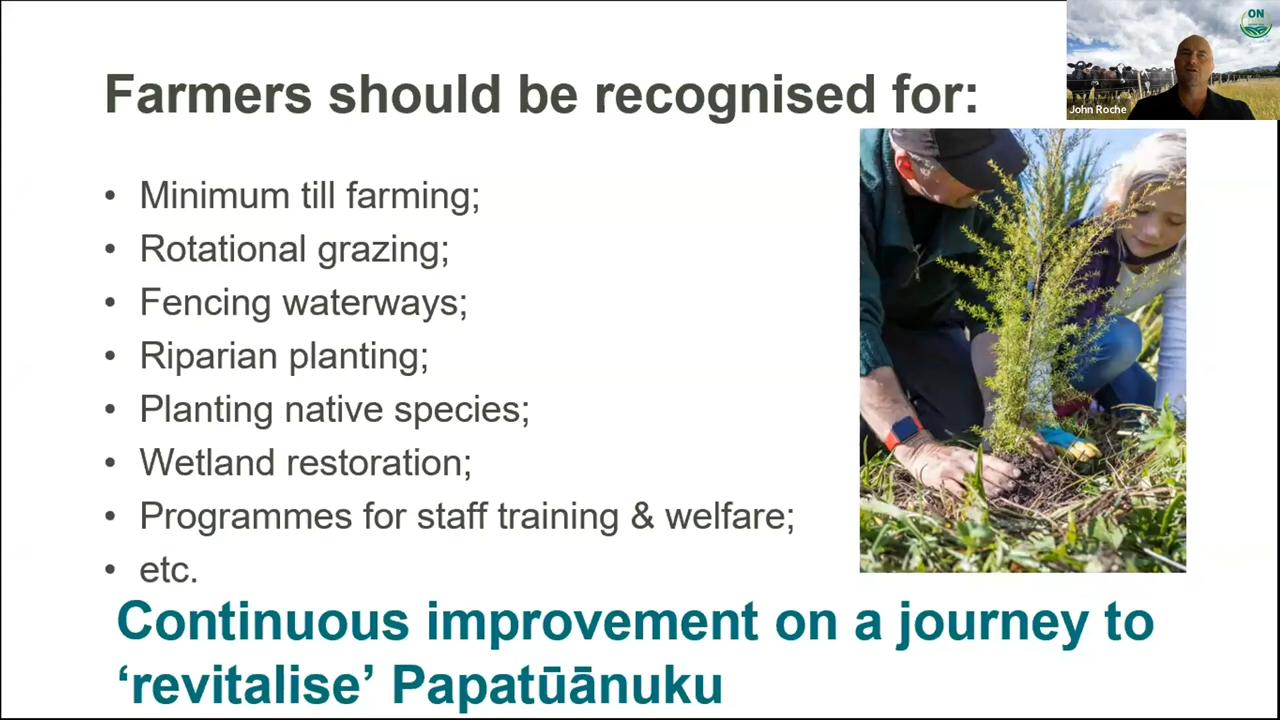 Farmers should be recognised for:
• Minimum till farming;
• Rotational grazing;
• Fencing waterways;
• Riparian planting;
• Planting native species;
• Wetland restoration;
• Programmes for staff training & welfare;
• etc.
Continuous improvement on a journey to
‘revitalise’ Papatūānuku
ON
John Roche